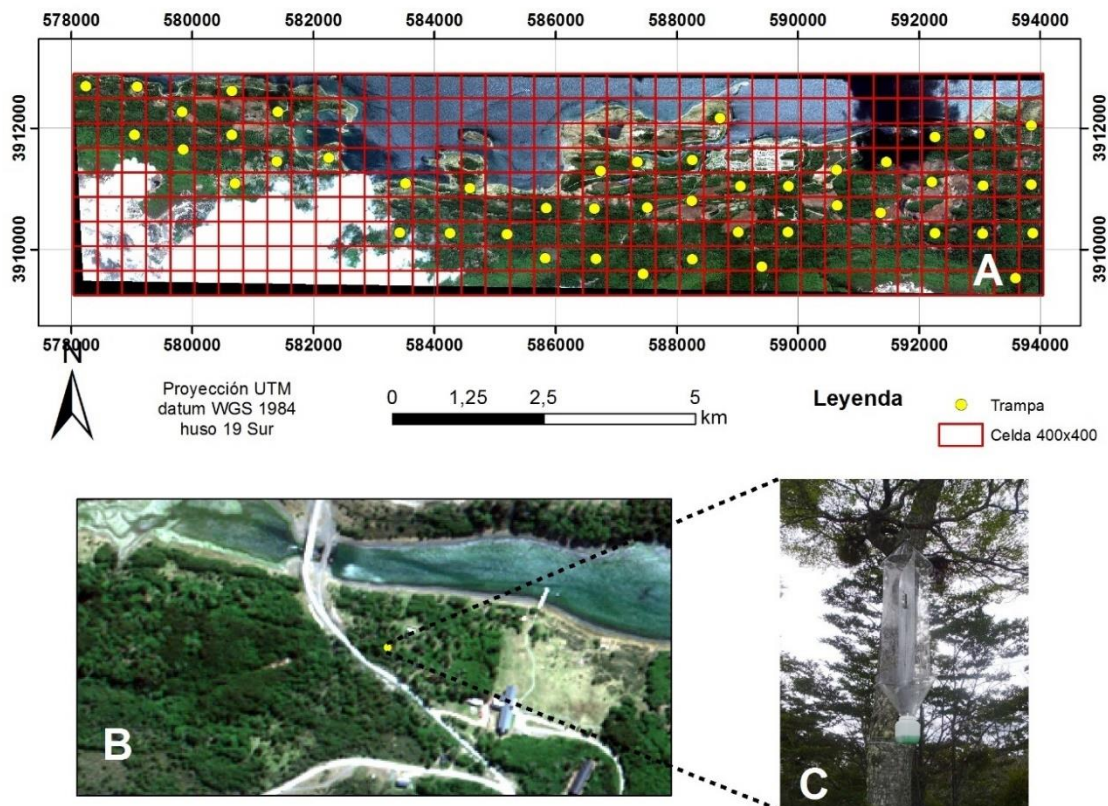 578000 580000 582000 584000 586000 588000 590000 592000 594000
3912000 3912000
3910000 3910000
A
578000 580000 582000 584000 586000 588000 590000 592000 594000
N
Proyección UTM
datum WGS 1984
huso 19 Sur
0 1,25 2,5 5
km
Leyenda
Trampa
Celda 400x400
B
C